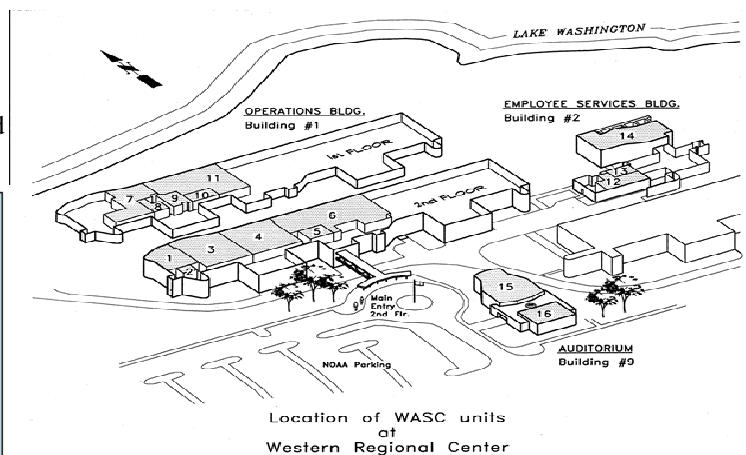 LAKE WASHINGTON
OPERATIONS BLDG.
Building #1
EMPLOYEE SERVICES BLDG.
Building #2
14
13
12
1st FLOOR
11
7
9
10
8
2nd FLOOR
6
5
4
3
1
2
15
16
Main
Entry
2nd Flr.
NOAA Parking
AUDITORIUM
Building #9
Location of WASC units
at
Western Regional Center